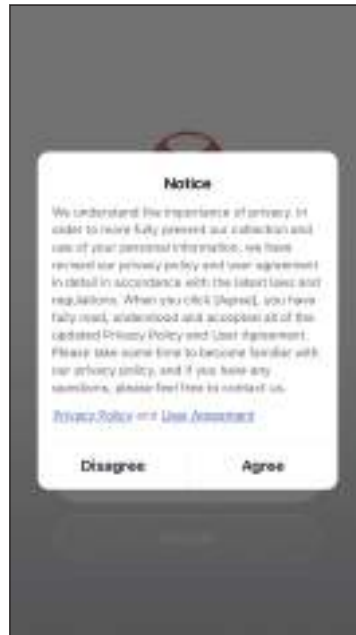 Notice
We understand the importance of privacy. In
order to more fully present our collection and
use of your personal information, we have
revised our privacy policy and user agreement
in detail in accordance with the latest laws and
regulations. When you click [Agree], you have
fully read, understood and accepted all of the
updated Privacy Policy and User Agreement.
Please take some time to become familiar with
our privacy policy, and if you have any
questions, please feel free to contact us.
Privacy Policy and User Agreement
Disagree Agree